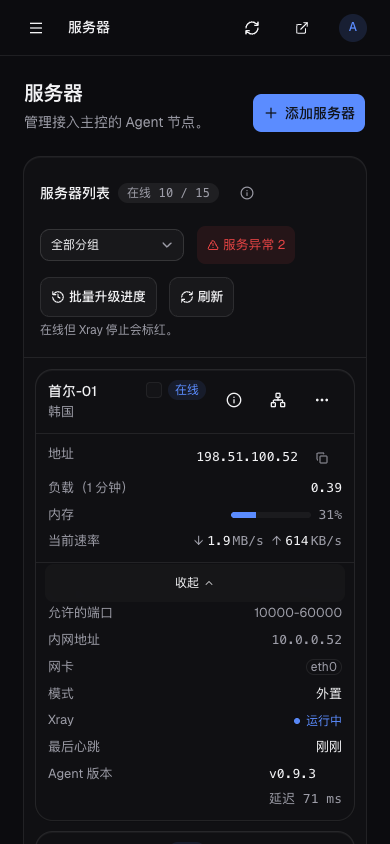 服务器
A
服务器
管理接入主控的 Agent 节点。
添加服务器
服务器列表 在线 10 / 15
全部分组
服务异常 2
批量升级进度
刷新
在线但 Xray 停止会标红。
首尔-01
在线
韩国
地址 198.51.100.52
负载（1 分钟） 0.39
内存 31%
当前速率 ↓ 1.9 MB/s ↑ 614 KB/s
收起
允许的端口 10000-60000
内网地址 10.0.0.52
网卡 eth0
模式 外置
Xray 运行中
最后心跳 刚刚
Agent 版本 v0.9.3
延迟 71 ms